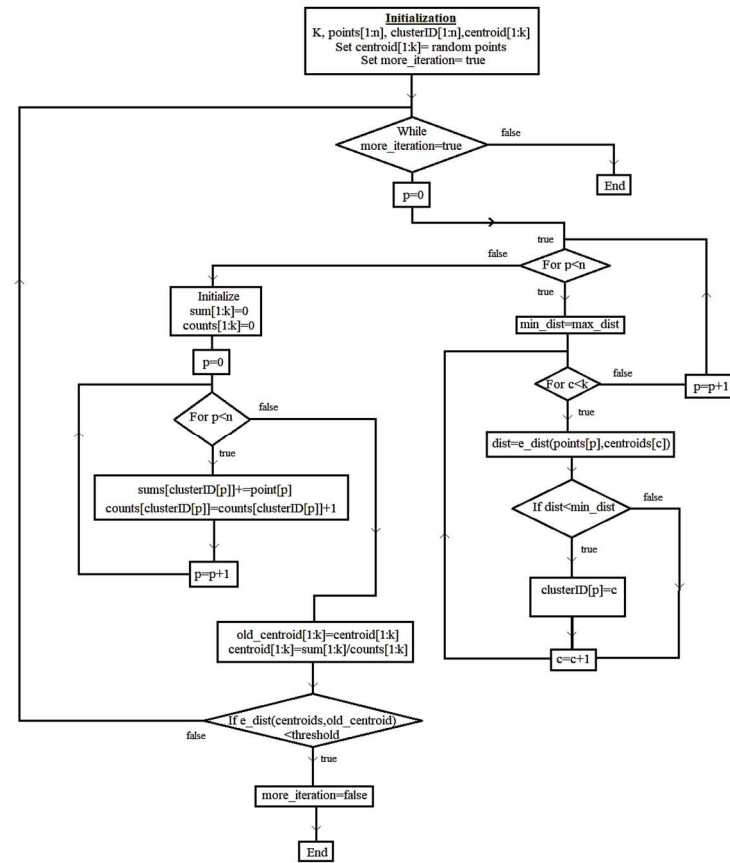 Initialization
K, points[1:n], clusterID[1:n],centroid[1:k]
Set centroid[1:k]= random points
Set more_iteration= true
While
more_iteration=true
false
End
p=0
true
false
For p<n
true
Initialize
sum[1:k]=0
counts[1:k]=0
min_dist=max_dist
p=0
For c<k
false
p=p+1
true
For p<n
false
true
dist=e_dist(points[p],centroids[c])
sums[clusterID[p]]+=point[p]
counts[clusterID[p]]=counts[clusterID[p]]+1
If dist<min_dist
false
true
p=p+1
clusterID[p]=c
old_centroid[1:k]=centroid[1:k]
centroid[1:k]=sum[1:k]/counts[1:k]
c=c+1
If e_dist(centroids,old_centroid)
<threshold
false
true
more_iteration=false
End